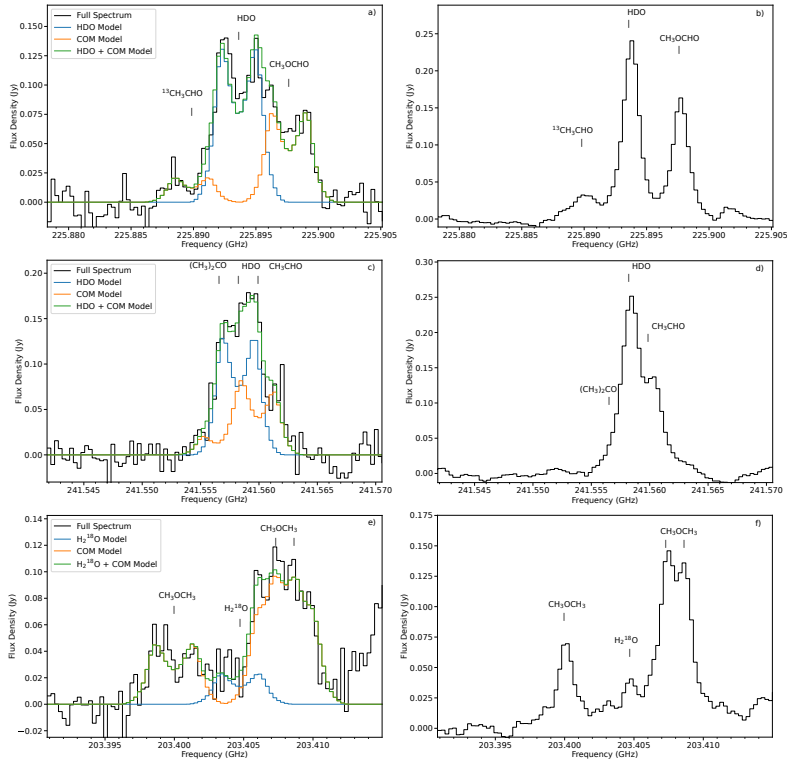 Full Spectrum
HDO Model
COM Model
HDO + COM Model
a)
HDO
CH₃OCHO
¹³CH₃CHO
Flux Density (Jy)
0.150
0.125
0.100
0.075
0.050
0.025
0.000
225.880 225.885 225.890 225.895 225.900 225.905
Frequency (GHz)
b)
HDO
CH₃OCHO
¹³CH₃CHO
Flux Density (Jy)
0.25
0.20
0.15
0.10
0.05
0.00
225.880 225.885 225.890 225.895 225.900 225.905
Frequency (GHz)
Full Spectrum
HDO Model
COM Model
HDO + COM Model
c)
(CH₃)₂CO HDO CH₃CHO
Flux Density (Jy)
0.20
0.15
0.10
0.05
0.00
241.545 241.550 241.555 241.560 241.565 241.570
Frequency (GHz)
d)
HDO
CH₃CHO
(CH₃)₂CO
Flux Density (Jy)
0.30
0.25
0.20
0.15
0.10
0.05
0.00
241.545 241.550 241.555 241.560 241.565 241.570
Frequency (GHz)
Full Spectrum
H₂¹⁸O Model
COM Model
H₂¹⁸O + COM Model
e)
CH₃OCH₃
CH₃OCH₃
H₂¹⁸O
Flux Density (Jy)
0.14
0.12
0.10
0.08
0.06
0.04
0.02
0.00
−0.02
203.395 203.400 203.405 203.410
Frequency (GHz)
f)
CH₃OCH₃
CH₃OCH₃
H₂¹⁸O
Flux Density (Jy)
0.175
0.150
0.125
0.100
0.075
0.050
0.025
0.000
203.395 203.400 203.405 203.410
Frequency (GHz)